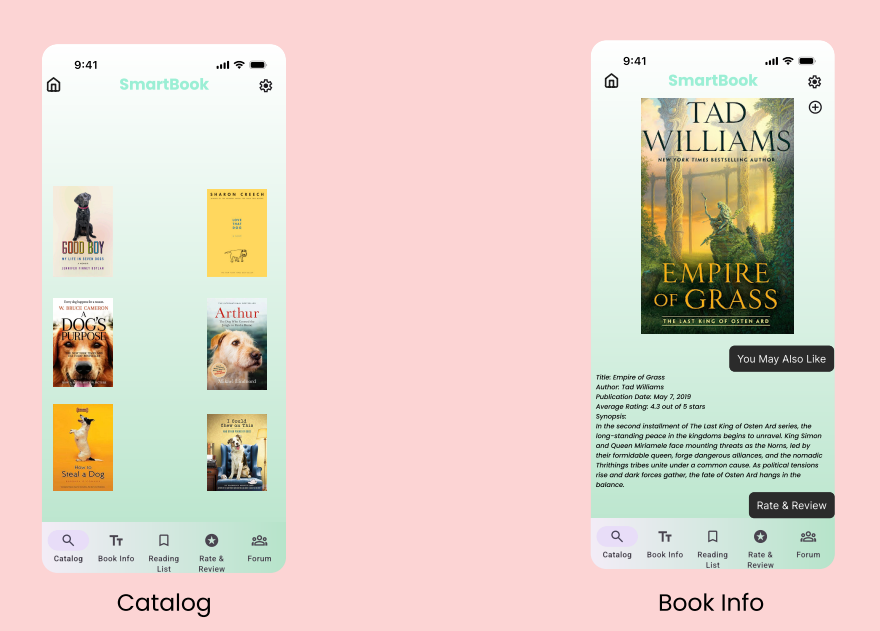 9:41
SmartBook
GOOD BOY
MY LIFE IN SEVEN DOGS
JENNIFER FINNEY BOYLAN
SHARON CREECH
LOVE
THAT
DOG
W. BRUCE CAMERON
A
DOG'S
PURPOSE
Arthur
How to
Steal a Dog
I Could
Chew on This
Catalog
Book Info
Reading
List
Rate &
Review
Forum
Catalog
9:41
SmartBook
TAD
WILLIAMS
NEW YORK TIMES BESTSELLING AUTHOR
EMPIRE
OF GRASS
THE LAST KING OF OSTEN ARD
You May Also Like
Title: Empire of Grass
Author: Tad Williams
Publication Date: May 7, 2019
Average Rating: 4.3 out of 5 stars
Synopsis:
In the second installment of The Last King of Osten Ard series, the
long-standing peace in the kingdoms begins to unravel. King Simon
and Queen Miriamele face mounting threats as the Norns, led by
their formidable queen, forge dangerous alliances, and the nomadic
Thrithings tribes unite under a common cause. As political tensions
rise and dark forces gather, the fate of Osten Ard hangs in the
balance.
Rate & Review
Catalog
Book Info
Reading
List
Rate &
Review
Forum
Book Info